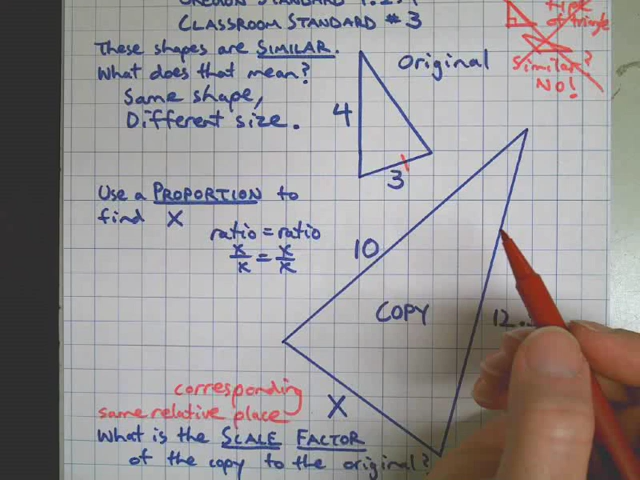 CLASSROOM STANDARD #3
These shapes are SIMILAR.
What does that mean?
Same shape,
Different size.
Original
4
3
of triangle
Similar?
No!
Use a PROPORTION to
find X
ratio = ratio
x/x = x/x
10
COPY
12.
X
corresponding
same relative place
What is the SCALE FACTOR
of the copy to the original?